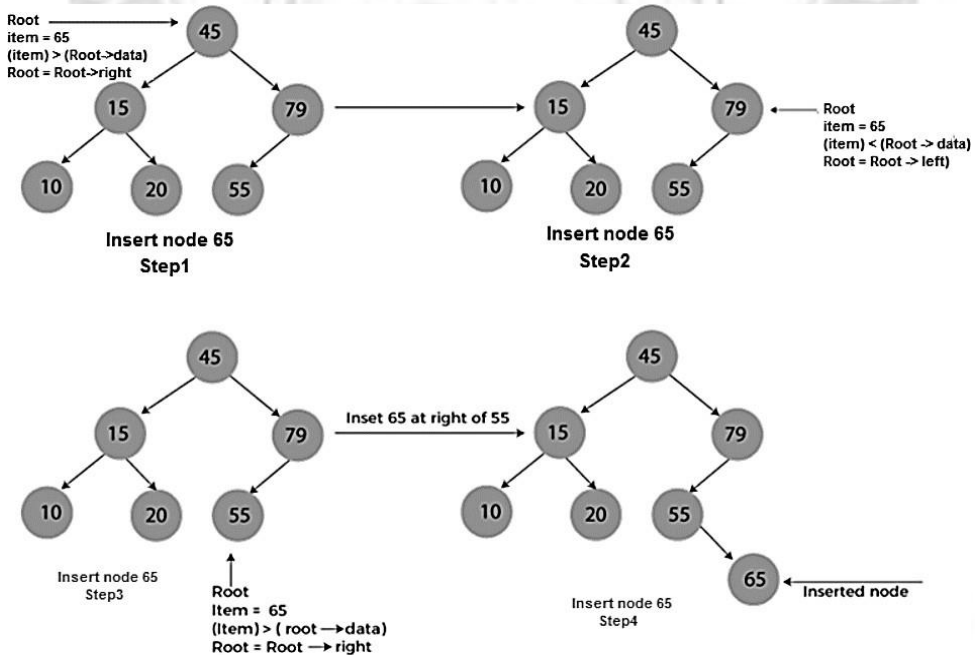 Root
item = 65
(item) > (Root->data)
Root = Root->right
45
15
79
10
20
55
Insert node 65
Step1
45
15
79
10
20
55
Root
item = 65
(item) < (Root -> data)
Root = Root -> left)
Insert node 65
Step2
45
15
79
10
20
55
Insert node 65
Step3
Root
Item = 65
(Item) > ( root → data)
Root = Root → right
Inset 65 at right of 55
45
15
79
10
20
55
65
Inserted node
Insert node 65
Step4